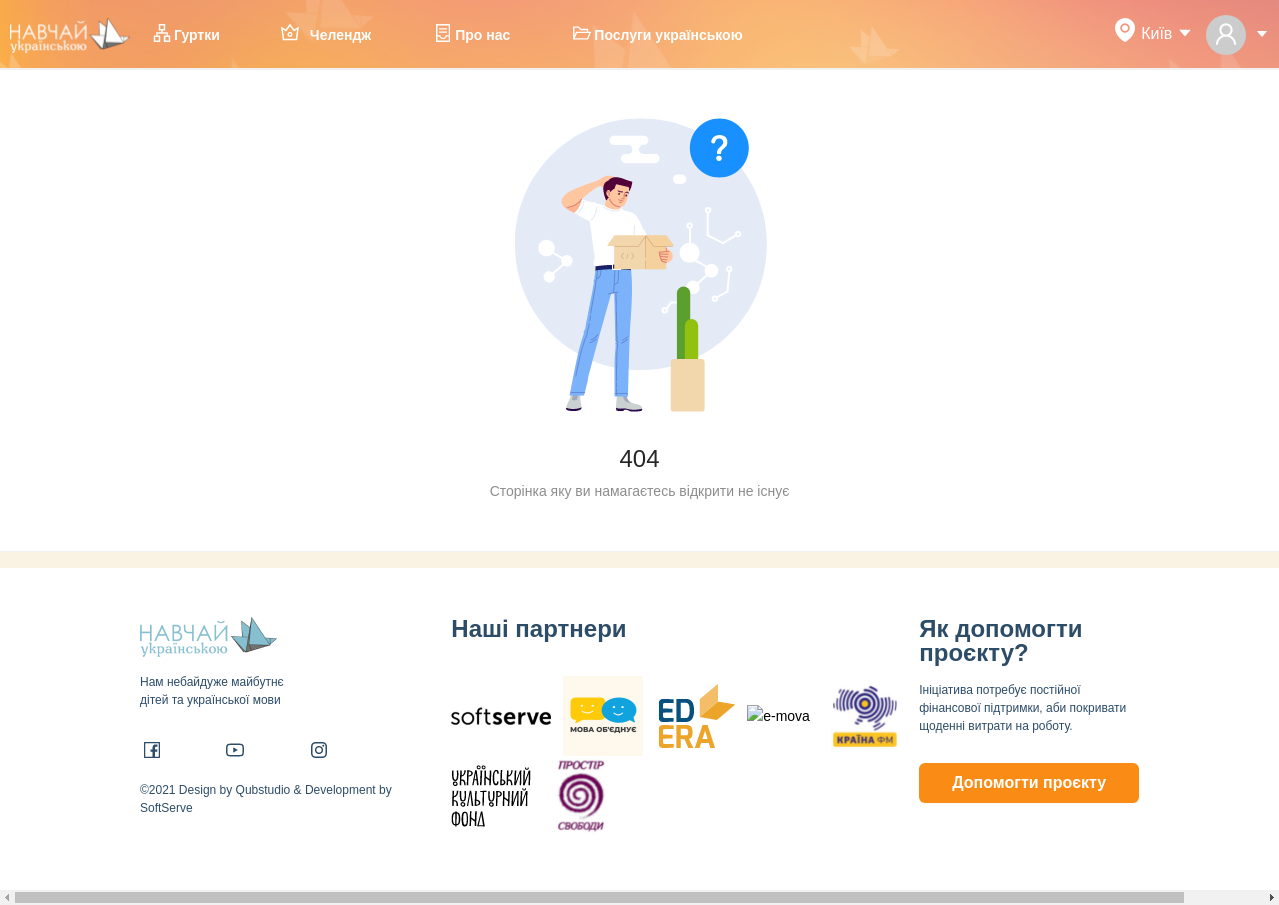 НАВЧАЙ
українською
Гуртки
Челендж
Про нас
Послуги українською
Київ
?
404
Сторінка яку ви намагаєтесь відкрити не існує
НАВЧАЙ
українською
Нам небайдуже майбутнє
дітей та української мови
©2021 Design by Qubstudio & Development by
SoftServe
Наші партнери
softserve
МОВА ОБ'ЄДНУЄ
ED
ERA
e-mova
КРАЇНА ФМ
УКРАЇНСЬКИЙ
КУЛЬТУРНИЙ
ФОНД
ПРОСТІР
СВОБОДИ
Як допомогти
проєкту?
Ініціатива потребує постійної
фінансової підтримки, аби покривати
щоденні витрати на роботу.
Допомогти проєкту